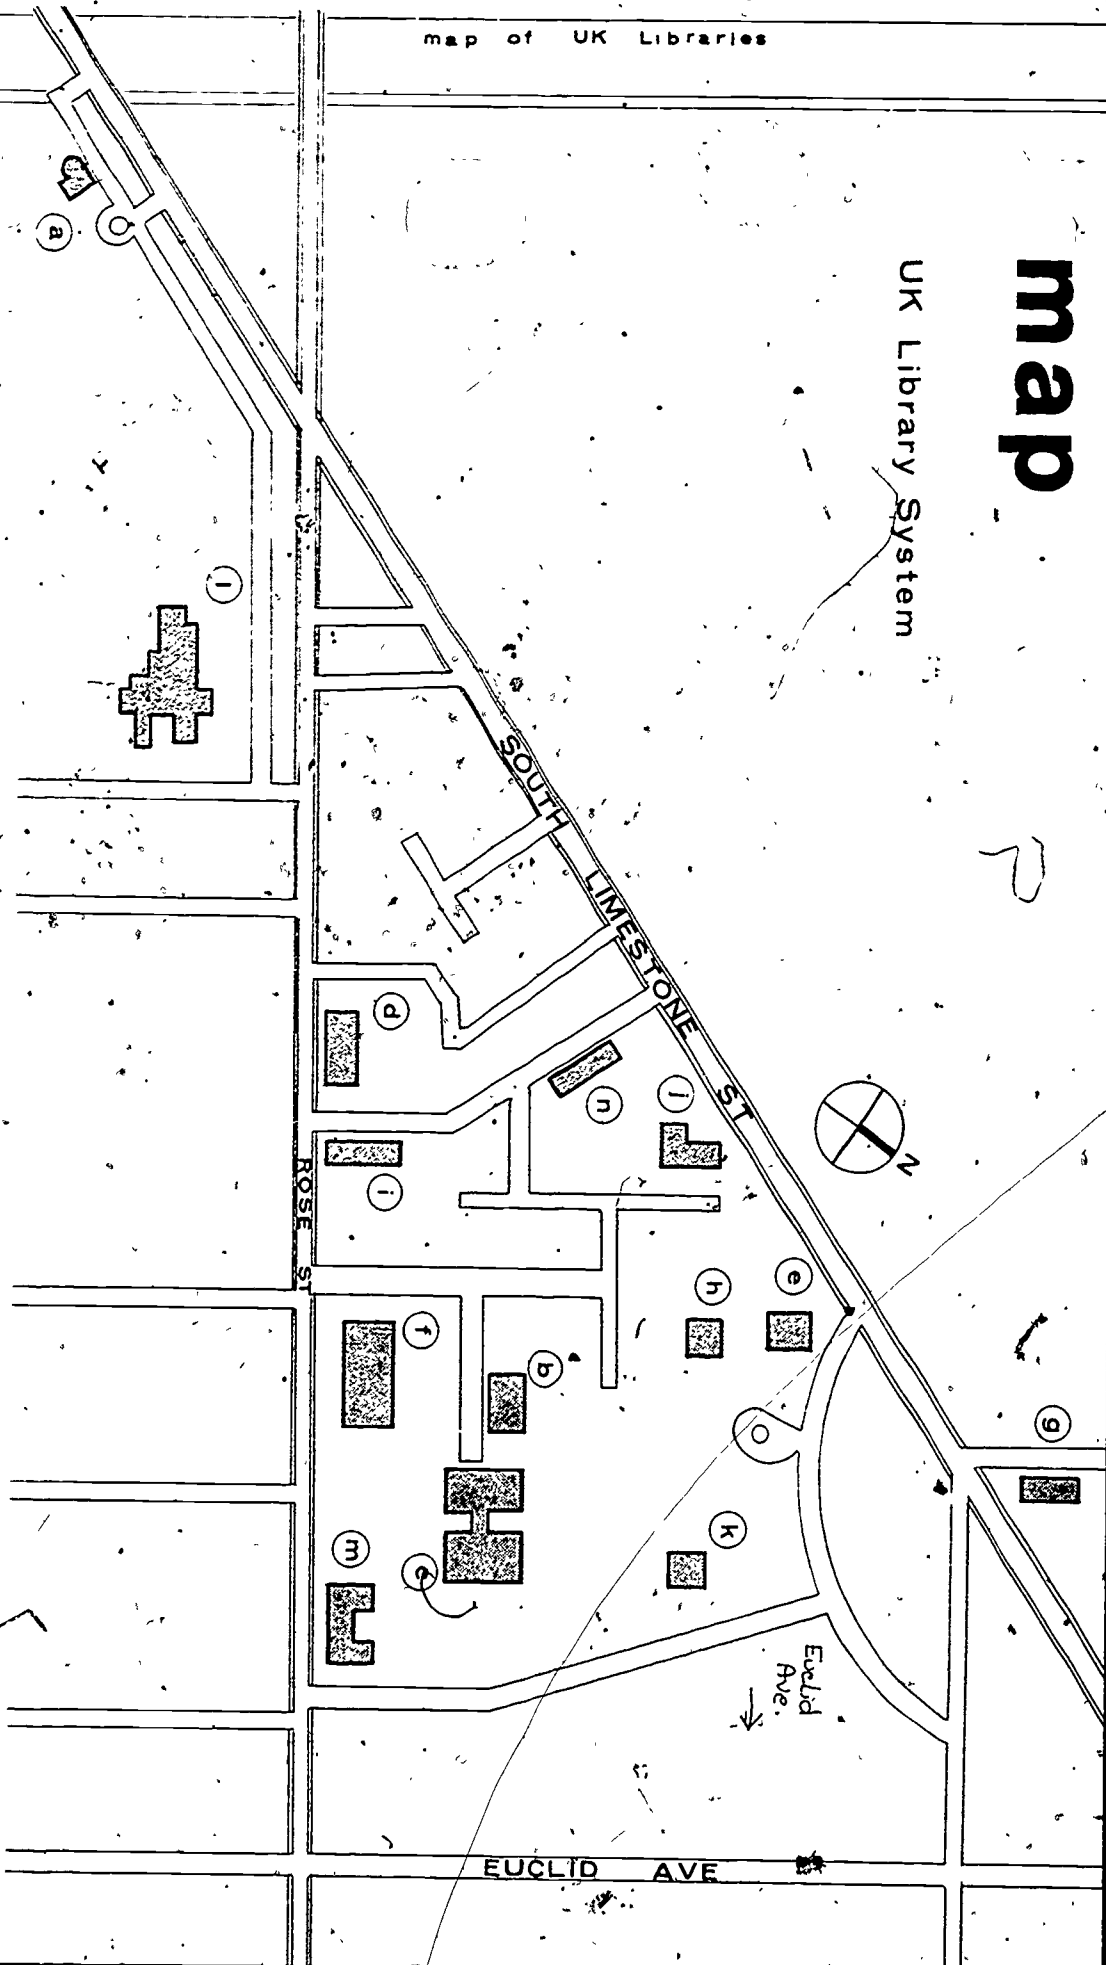 map of UK Libraries
map
UK Library System
a
l
SOUTH LIMESTONE ST
d
n
j
i
ROSE ST
N
e
h
f
b
g
k
m
c
Euclid
Ave.
EUCLID AVE